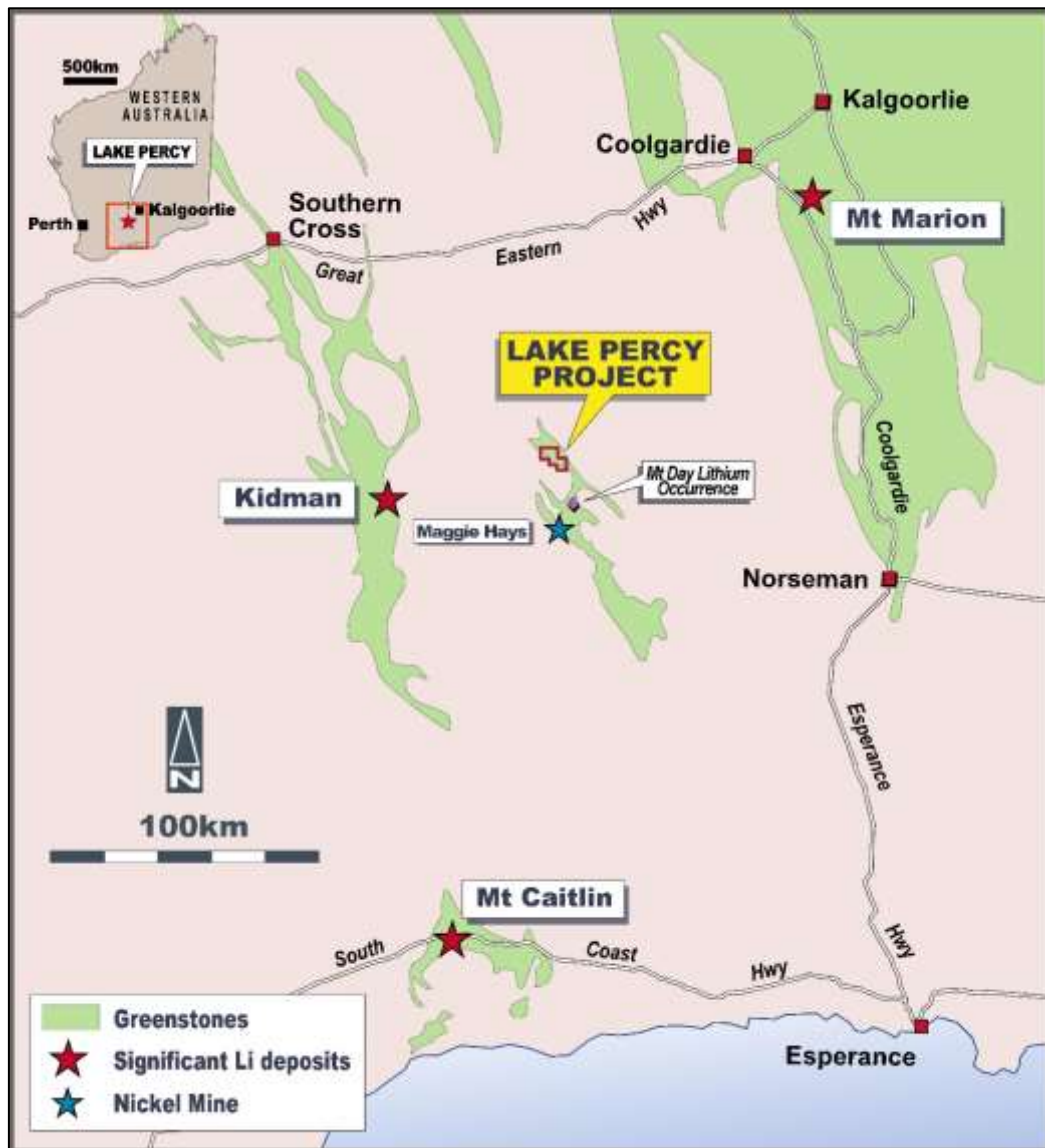 500km
WESTERN
AUSTRALIA
LAKE PERCY
Kalgoorlie
Perth
Kalgoorlie
Coolgardie
Mt Marion
Southern
Cross
Great
Eastern
Hwy
LAKE PERCY
PROJECT
Mt Day Lithium
Occurrence
Kidman
Maggie Hays
Coolgardie
Norseman
Esperance
Hwy
N
100km
Mt Caitlin
South
Coast
Hwy
Esperance
Greenstones
Significant Li deposits
Nickel Mine